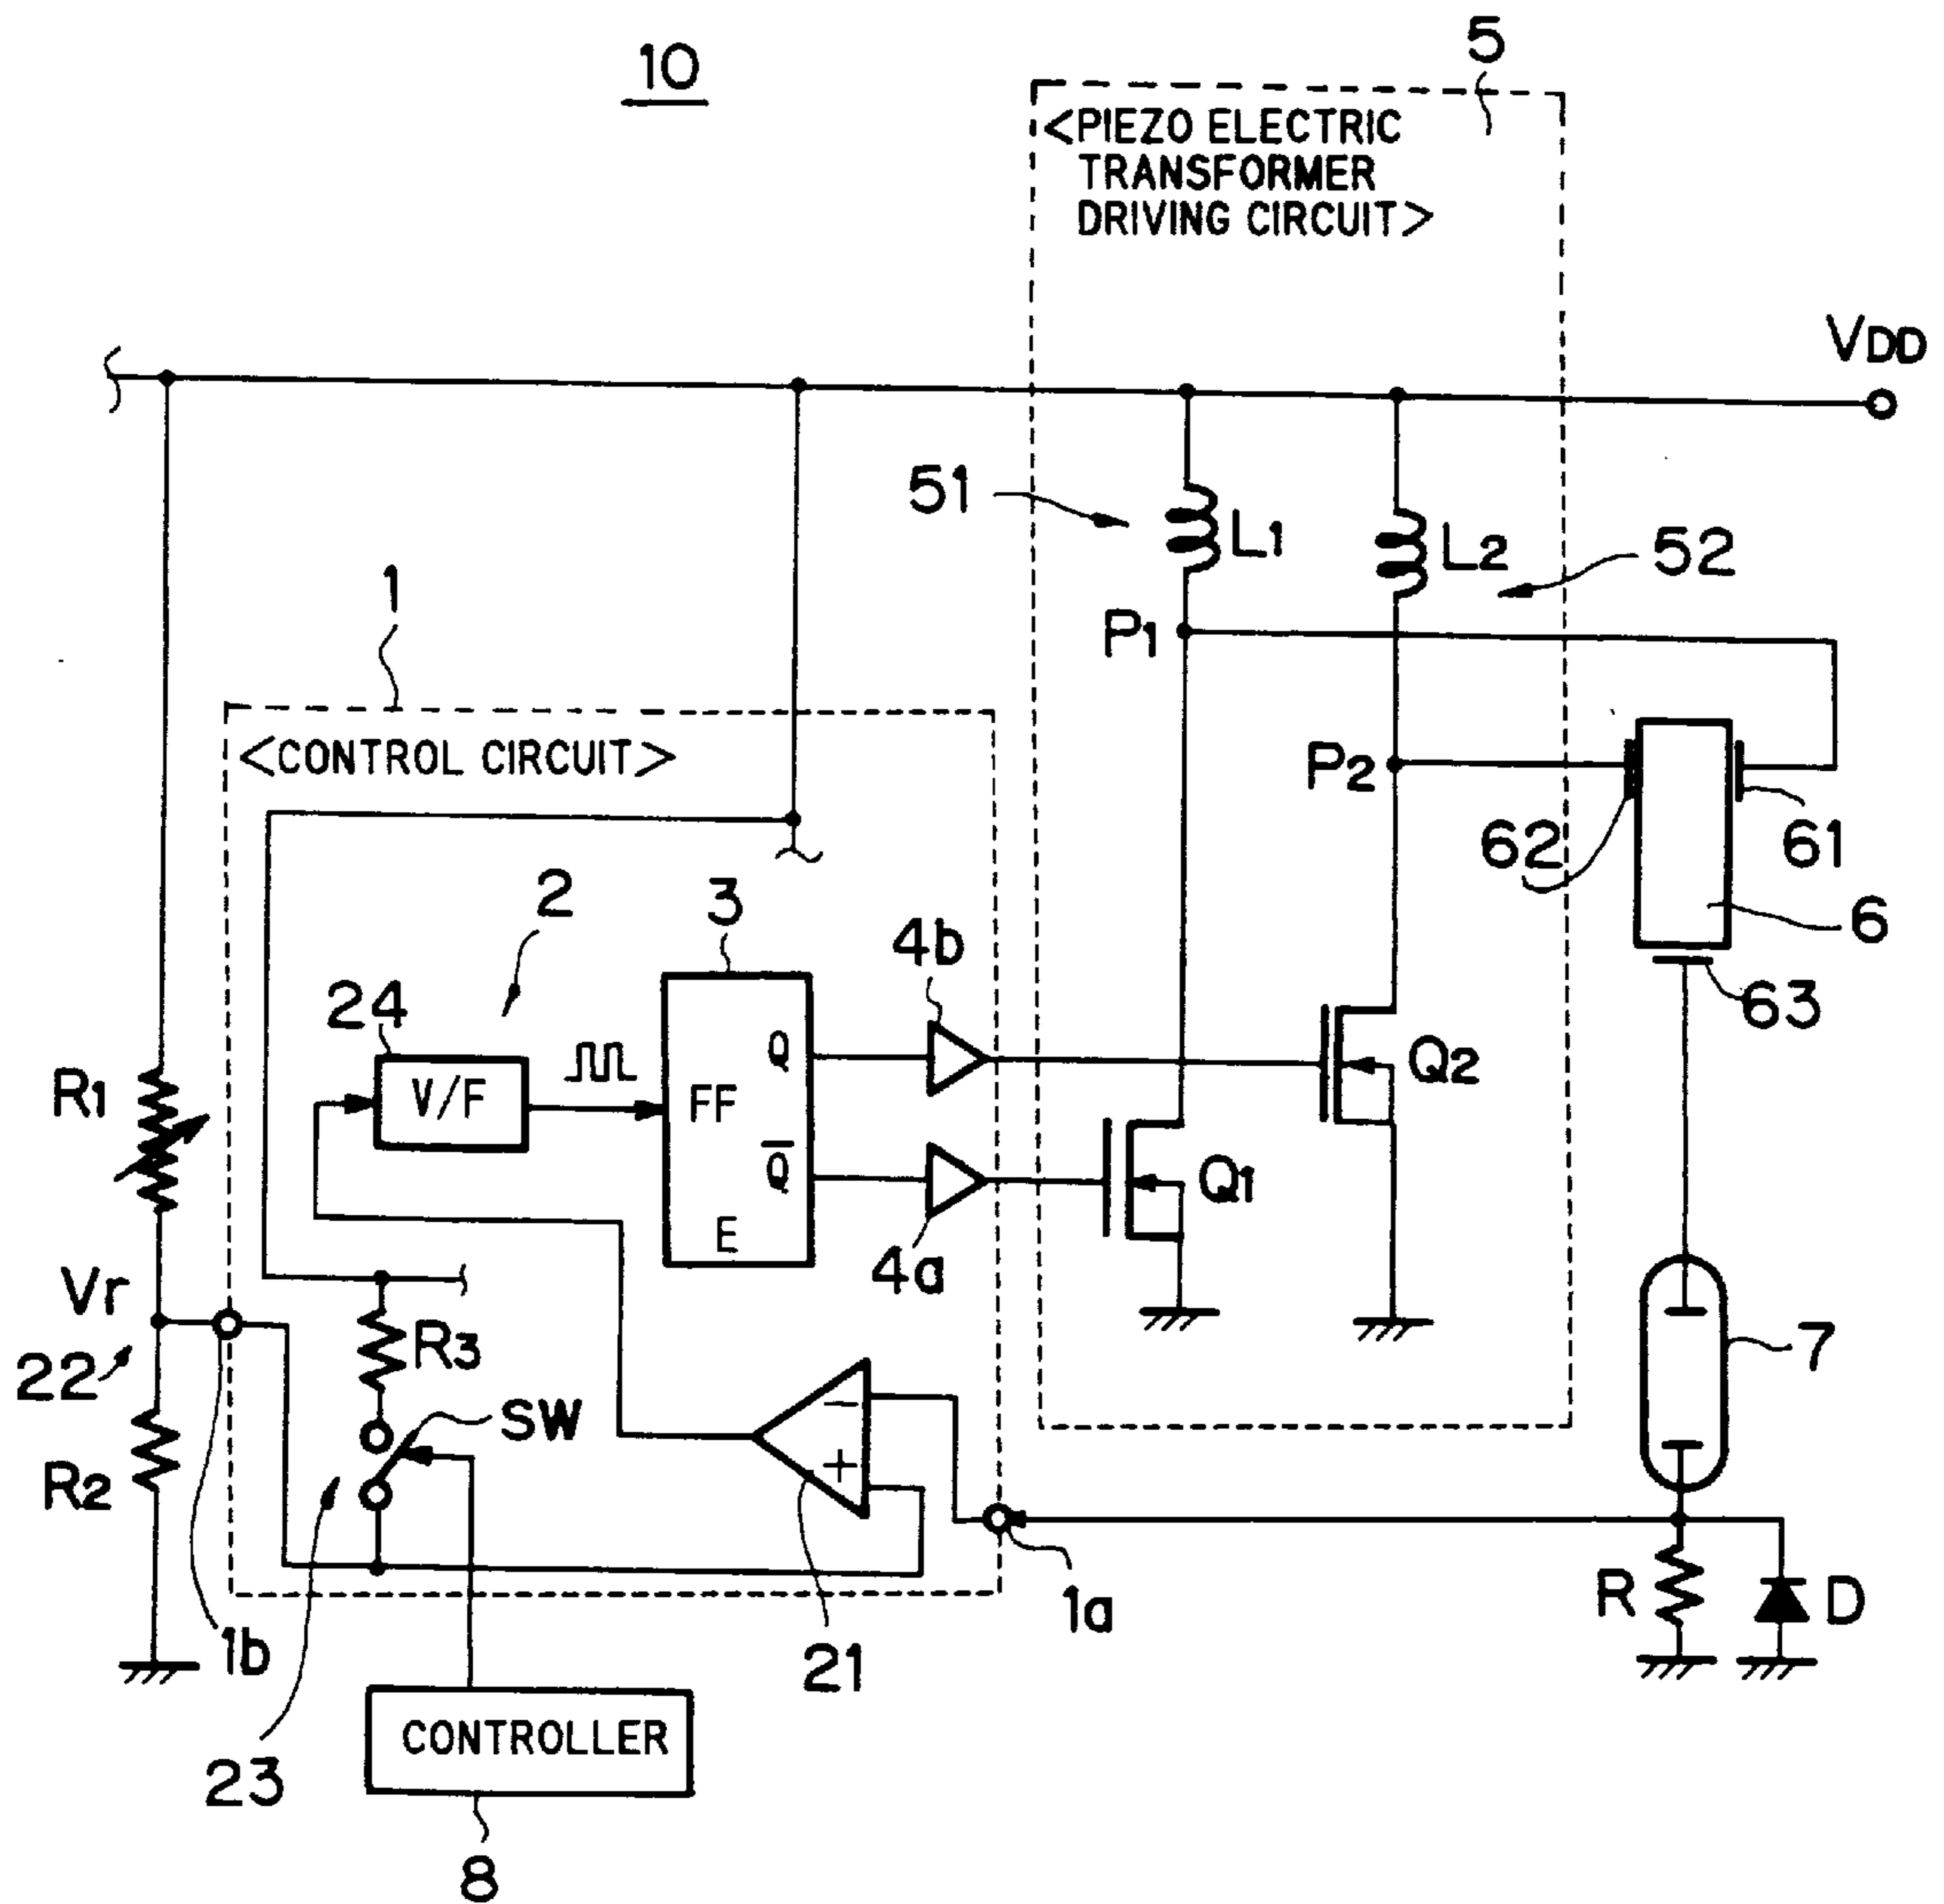 10
5
<PIEZO ELECTRIC
TRANSFORMER
DRIVING CIRCUIT>
VDD
51
L1
L2
52
1
P1
<CONTROL CIRCUIT>
P2
62
61
2
3
4b
6
24
63
Q
Q2
R1
V/F
FF
Q̅
Q1
E
4a
Vr
R3
7
22
SW
−
+
R2
1a
R
D
1b
21
23
CONTROLLER
8